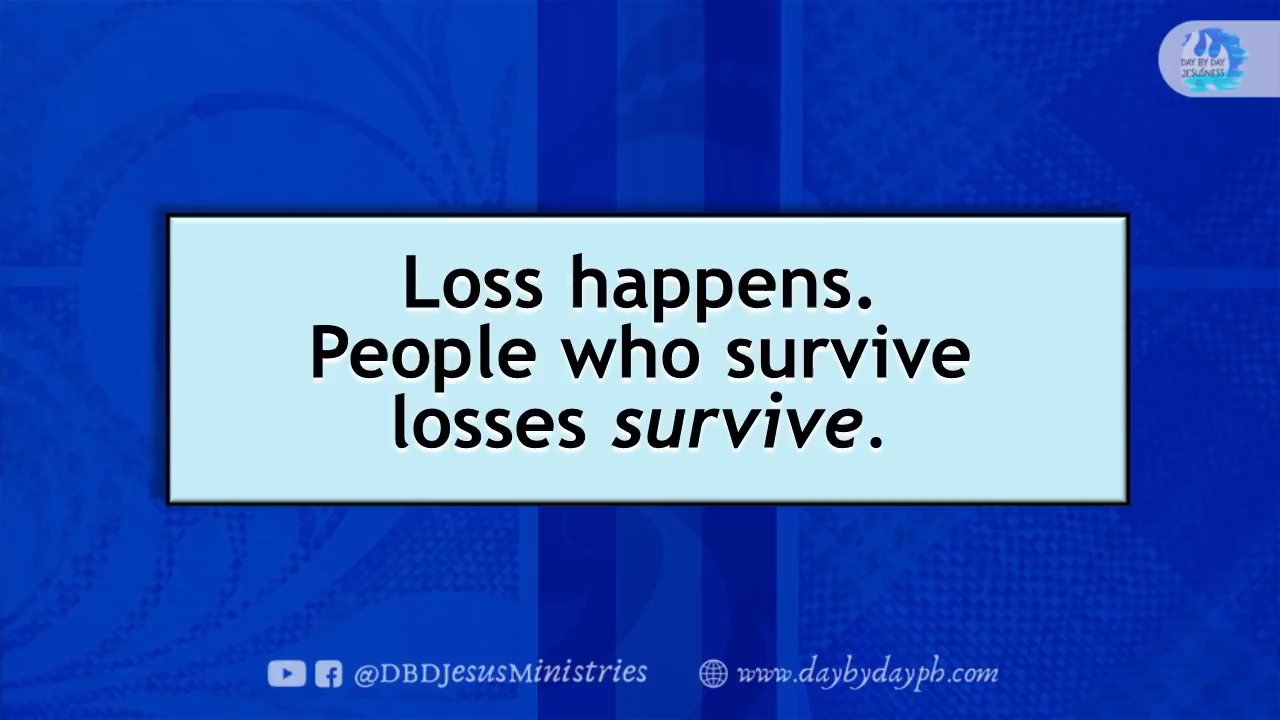 DAY BY DAY
JESUSNESS
Loss happens.
People who survive
losses survive.
@DBDJesusMinistries
www.daybydayph.com